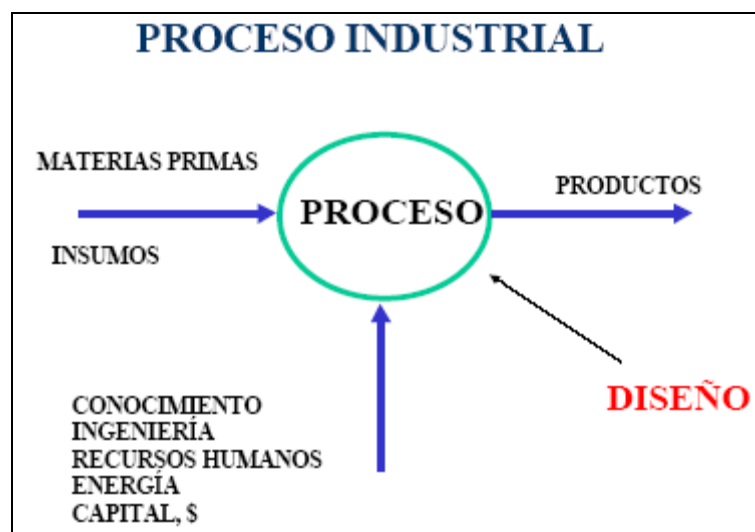 PROCESO INDUSTRIAL
MATERIAS PRIMAS
INSUMOS
PROCESO
PRODUCTOS
DISEÑO
CONOCIMIENTO
INGENIERÍA
RECURSOS HUMANOS
ENERGÍA
CAPITAL, $